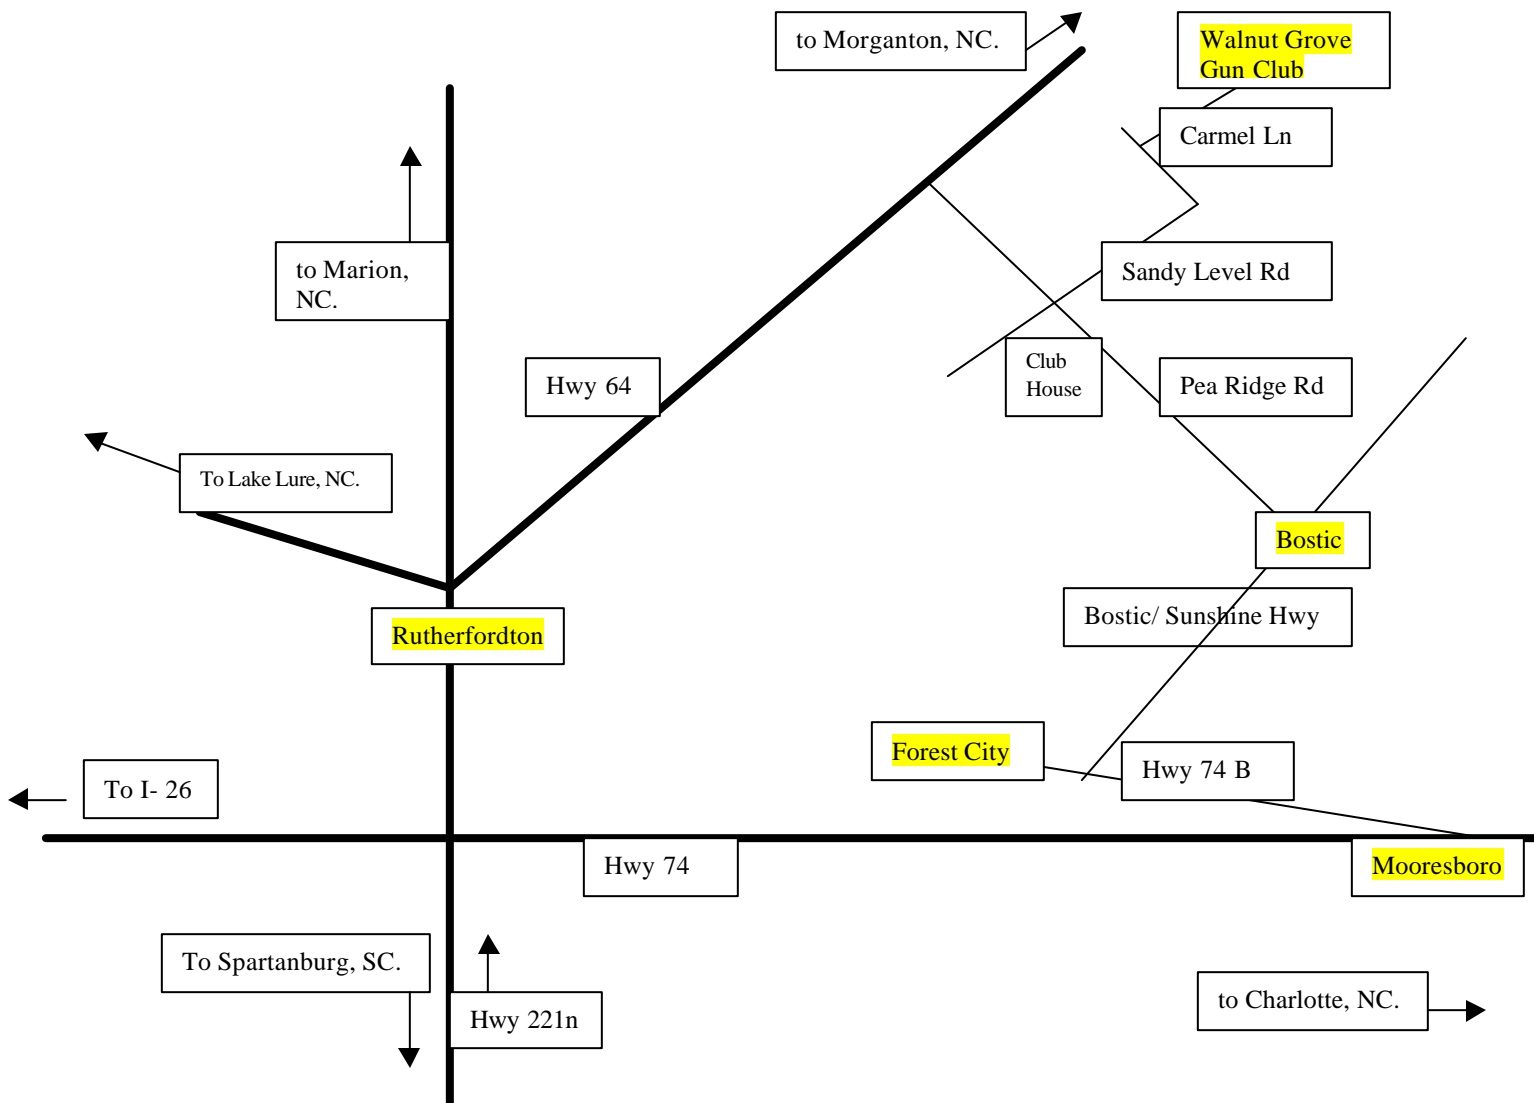 to Morganton, NC.
Walnut Grove
Gun Club
Carmel Ln
to Marion,
NC.
Sandy Level Rd
Hwy 64
Club
House
Pea Ridge Rd
To Lake Lure, NC.
Bostic
Rutherfordton
Bostic/ Sunshine Hwy
Forest City
Hwy 74 B
To I- 26
Hwy 74
Mooresboro
To Spartanburg, SC.
Hwy 221n
to Charlotte, NC.